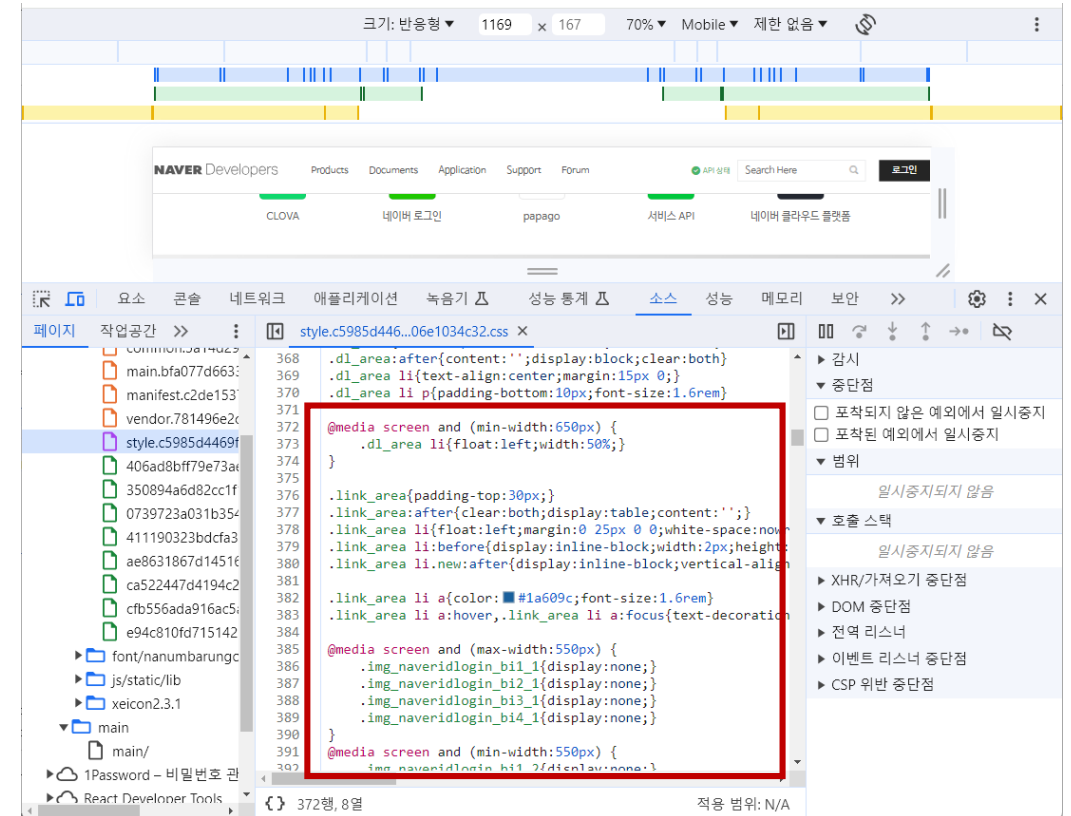 크기: 반응형 ▼ 1169 × 167 70% ▼ Mobile ▼ 제한 없음 ▼
NAVER Developers Products Documents Application Support Forum API 상태 Search Here 로그인
CLOVA 네이버 로그인 papago 서비스 API 네이버 클라우드 플랫폼
요소 콘솔 네트워크 애플리케이션 녹음기 성능 통계 소스 성능 메모리 보안 >>
페이지 작업공간 >>
style.c5985d446...06e1034c32.css ×
common.5a14d29
main.bfa077d6633
manifest.c2de1537
vendor.781496e2c
style.c5985d4469f
406ad8bff79e73ae
350894a6d82cc1f
0739723a031b354
411190323bdcfa3
ae8631867d14516
ca522447d4194c2
cfb556ada916ac5
e94c810fd715142
font/nanumbarungo
js/static/lib
xeicon2.3.1
main
main/
1Password – 비밀번호 관
React Developer Tools
368 .dl_area:after{content:'';display:block;clear:both}
369 .dl_area li{text-align:center;margin:15px 0;}
370 .dl_area li p{padding-bottom:10px;font-size:1.6rem}
371
372 @media screen and (min-width:650px) {
373 .dl_area li{float:left;width:50%;}
374 }
375
376 .link_area{padding-top:30px;}
377 .link_area:after{clear:both;display:table;content:'';}
378 .link_area li{float:left;margin:0 25px 0 0;white-space:nowr
379 .link_area li:before{display:inline-block;width:2px;height:
380 .link_area li.new:after{display:inline-block;vertical-align
381
382 .link_area li a{color:#1a609c;font-size:1.6rem}
383 .link_area li a:hover,.link_area li a:focus{text-decoration
384
385 @media screen and (max-width:550px) {
386 .img_naveridlogin_bi1_1{display:none;}
387 .img_naveridlogin_bi2_1{display:none;}
388 .img_naveridlogin_bi3_1{display:none;}
389 .img_naveridlogin_bi4_1{display:none;}
390 }
391 @media screen and (min-width:550px) {
392 .img_naveridlogin_bi1_2{display:none;}
{} 372행, 8열 적용 범위: N/A
감시
중단점
포착되지 않은 예외에서 일시중지
포착된 예외에서 일시중지
범위
일시중지되지 않음
호출 스택
일시중지되지 않음
XHR/가져오기 중단점
DOM 중단점
전역 리스너
이벤트 리스너 중단점
CSP 위반 중단점